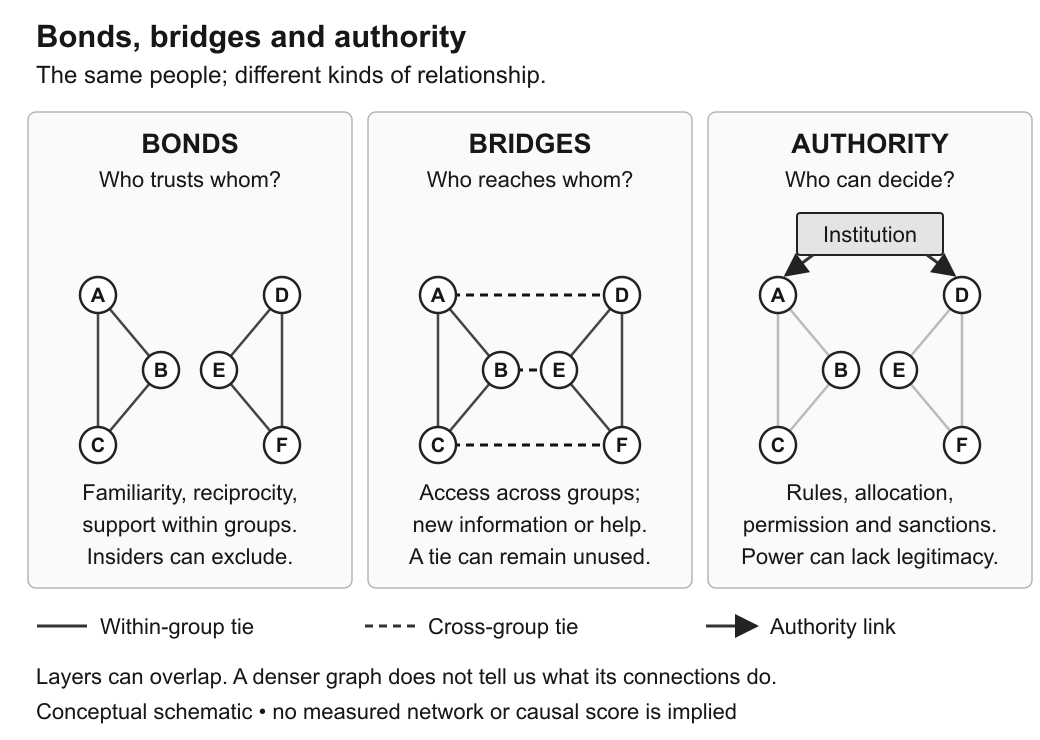 Bonds, bridges and authority
The same people; different kinds of relationship.
BONDS
Who trusts whom?
A
D
B
E
C
F
Familiarity, reciprocity,
support within groups.
Insiders can exclude.
BRIDGES
Who reaches whom?
A
D
B
E
C
F
Access across groups;
new information or help.
A tie can remain unused.
AUTHORITY
Who can decide?
Institution
A
D
B
E
C
F
Rules, allocation,
permission and sanctions.
Power can lack legitimacy.
Within-group tie
Cross-group tie
Authority link
Layers can overlap. A denser graph does not tell us what its connections do.
Conceptual schematic • no measured network or causal score is implied